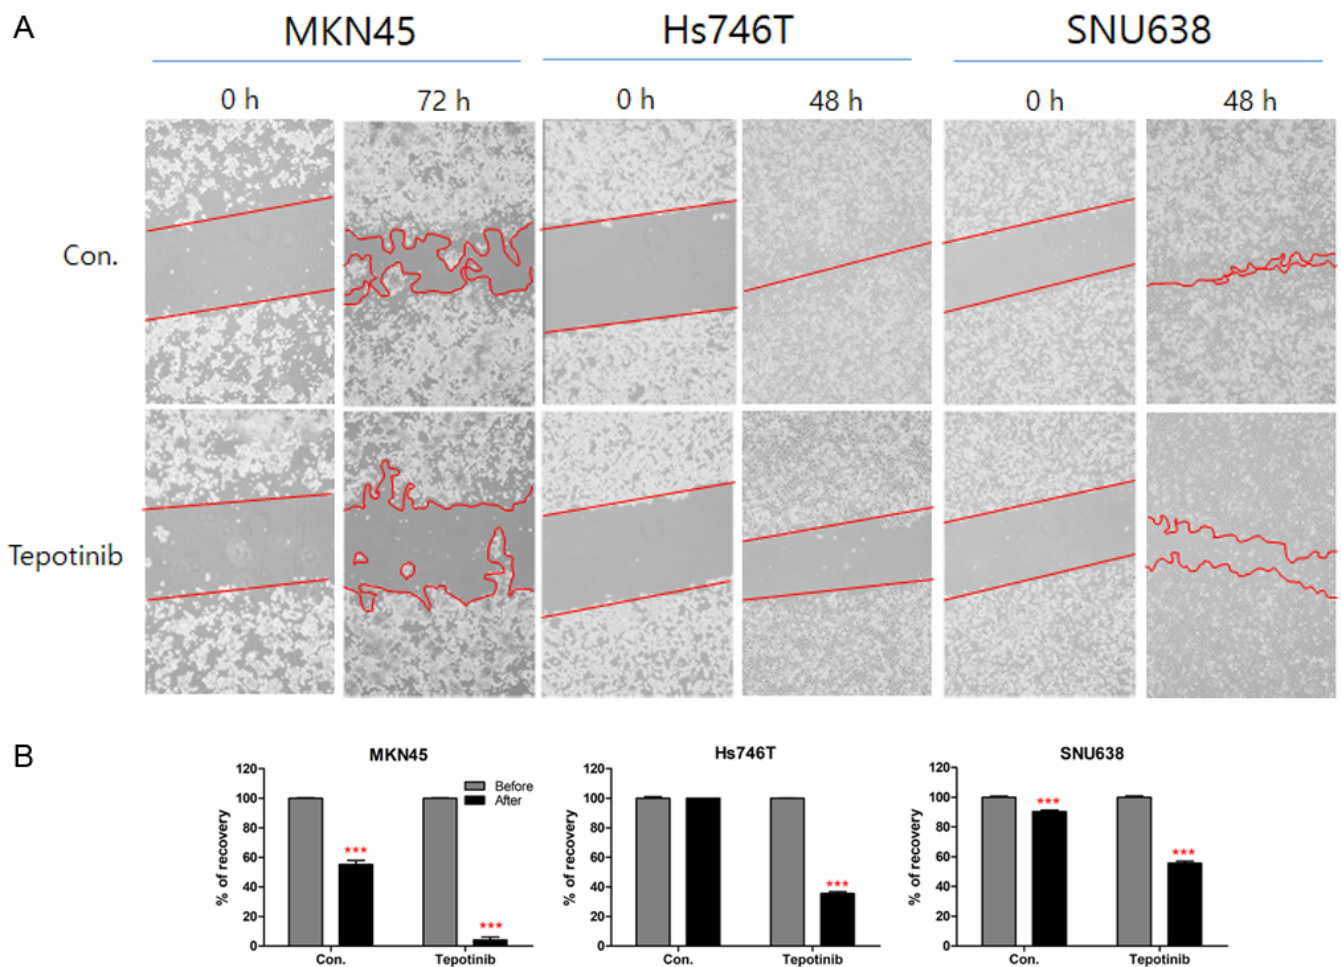 A
MKN45
Hs746T
SNU638
0 h
72 h
0 h
48 h
0 h
48 h
Con.
Tepotinib
B
MKN45
% of recovery
120
100
80
60
40
20
0
Before
After
***
***
Con.
Tepotinib
Hs746T
% of recovery
120
100
80
60
40
20
0
***
Con.
Tepotinib
SNU638
% of recovery
120
100
80
60
40
20
0
***
***
Con.
Tepotinib